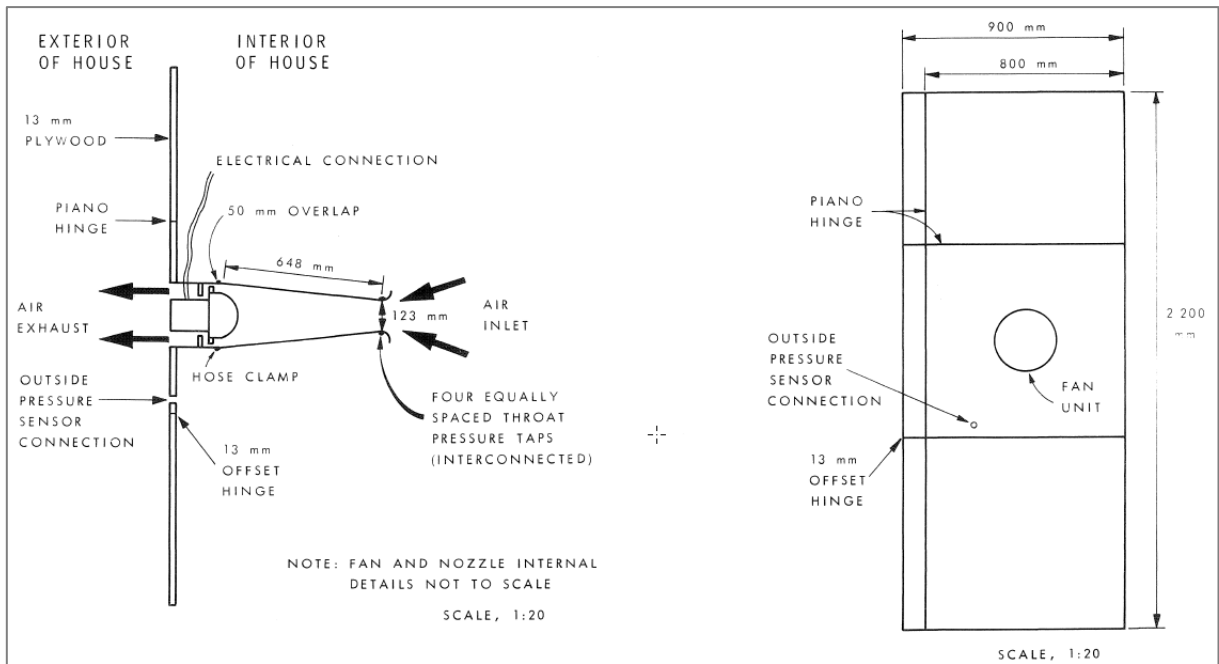 EXTERIOR
OF HOUSE
INTERIOR
OF HOUSE
13 mm
PLYWOOD
ELECTRICAL CONNECTION
PIANO
HINGE
50 mm OVERLAP
648 mm
AIR
EXHAUST
123 mm
AIR
INLET
HOSE CLAMP
OUTSIDE
PRESSURE
SENSOR
CONNECTION
13 mm
OFFSET
HINGE
FOUR EQUALLY
SPACED THROAT
PRESSURE TAPS
(INTERCONNECTED)
NOTE: FAN AND NOZZLE INTERNAL
DETAILS NOT TO SCALE
SCALE, 1:20
900 mm
800 mm
PIANO
HINGE
2 200
mm
OUTSIDE
PRESSURE
SENSOR
CONNECTION
FAN
UNIT
13 mm
OFFSET
HINGE
SCALE, 1:20